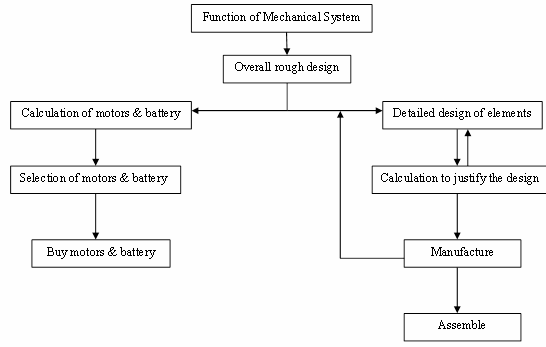 Function of Mechanical System
Overall rough design
Calculation of motors & battery
Detailed design of elements
Selection of motors & battery
Calculation to justify the design
Buy motors & battery
Manufacture
Assemble